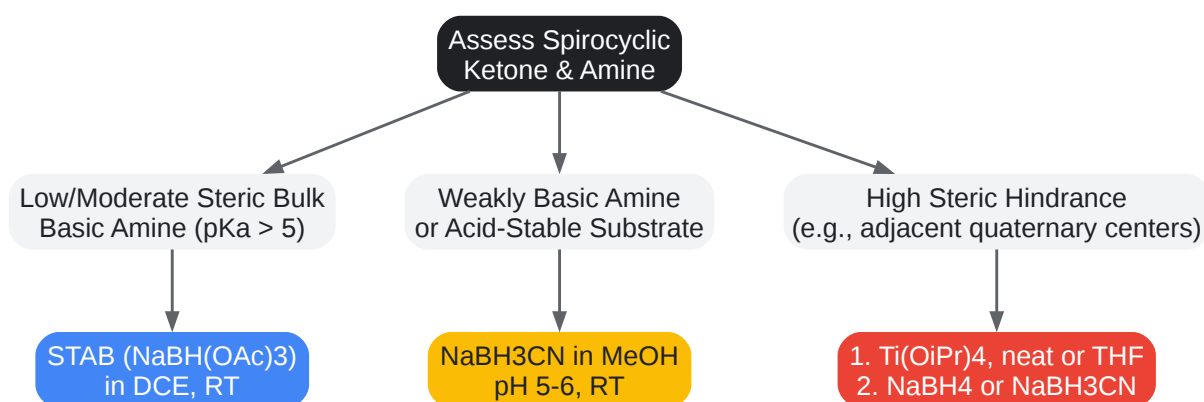 Assess Spirocyclic
Ketone & Amine
Low/Moderate Steric Bulk
Basic Amine (pKa > 5)
Weakly Basic Amine
or Acid-Stable Substrate
High Steric Hindrance
(e.g., adjacent quaternary centers)
STAB (NaBH(OAc)3)
in DCE, RT
NaBH3CN in MeOH
pH 5-6, RT
1. Ti(OiPr)4, neat or THF
2. NaBH4 or NaBH3CN